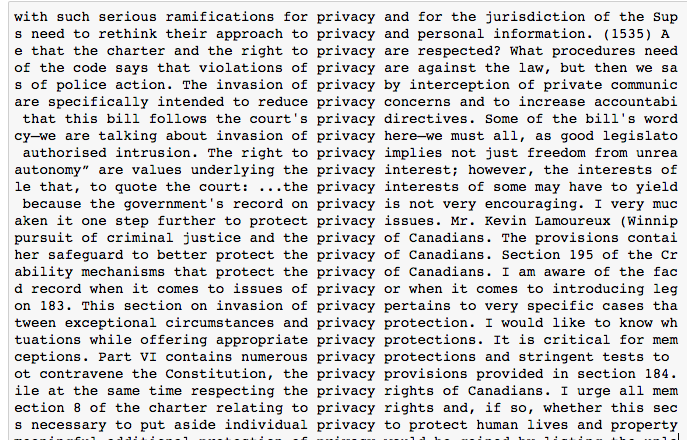 with such serious ramifications for privacy and for the jurisdiction of the Sup
s need to rethink their approach to privacy and personal information. (1535) A
e that the charter and the right to privacy are respected? What procedures need
of the code says that violations of privacy are against the law, but then we sa
s of police action. The invasion of privacy by interception of private communic
are specifically intended to reduce privacy concerns and to increase accountabi
that this bill follows the court's privacy directives. Some of the bill's word
cy—we are talking about invasion of privacy here—we must all, as good legislato
authorised intrusion. The right to privacy implies not just freedom from unrea
autonomy” are values underlying the privacy interest; however, the interests of
le that, to quote the court: ...the privacy interests of some may have to yield
because the government's record on privacy is not very encouraging. I very muc
aken it one step further to protect privacy issues. Mr. Kevin Lamoureux (Winnip
pursuit of criminal justice and the privacy of Canadians. The provisions contai
her safeguard to better protect the privacy of Canadians. Section 195 of the Cr
ability mechanisms that protect the privacy of Canadians. I am aware of the fac
d record when it comes to issues of privacy or when it comes to introducing leg
on 183. This section on invasion of privacy pertains to very specific cases tha
tween exceptional circumstances and privacy protection. I would like to know wh
tuations while offering appropriate privacy protections. It is critical for mem
ceptions. Part VI contains numerous privacy protections and stringent tests to
ot contravene the Constitution, the privacy provisions provided in section 184.
ile at the same time respecting the privacy rights of Canadians. I urge all mem
ection 8 of the charter relating to privacy rights and, if so, whether this sec
s necessary to put aside individual privacy to protect human lives and property